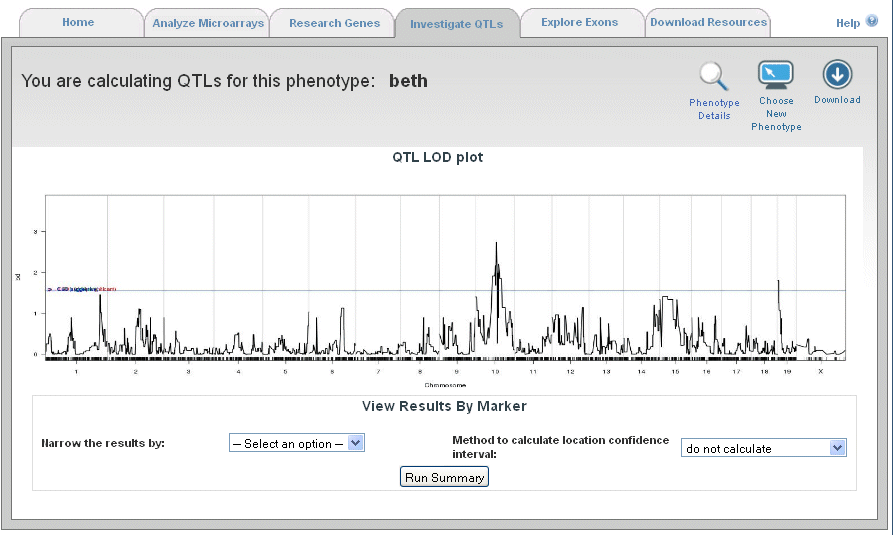 Home
Analyze Microarrays
Research Genes
Investigate QTLs
Explore Exons
Download Resources
Help
You are calculating QTLs for this phenotype: beth
Phenotype
Details
Choose
New
Phenotype
Download
QTL LOD plot
3
2
1
0
lod
1 2 3 4 5 6 7 8 9 10 11 12 13 14 15 16 17 18 19 X
Chromosome
View Results By Marker
Narrow the results by:
-- Select an option --
Method to calculate location confidence
interval:
do not calculate
Run Summary